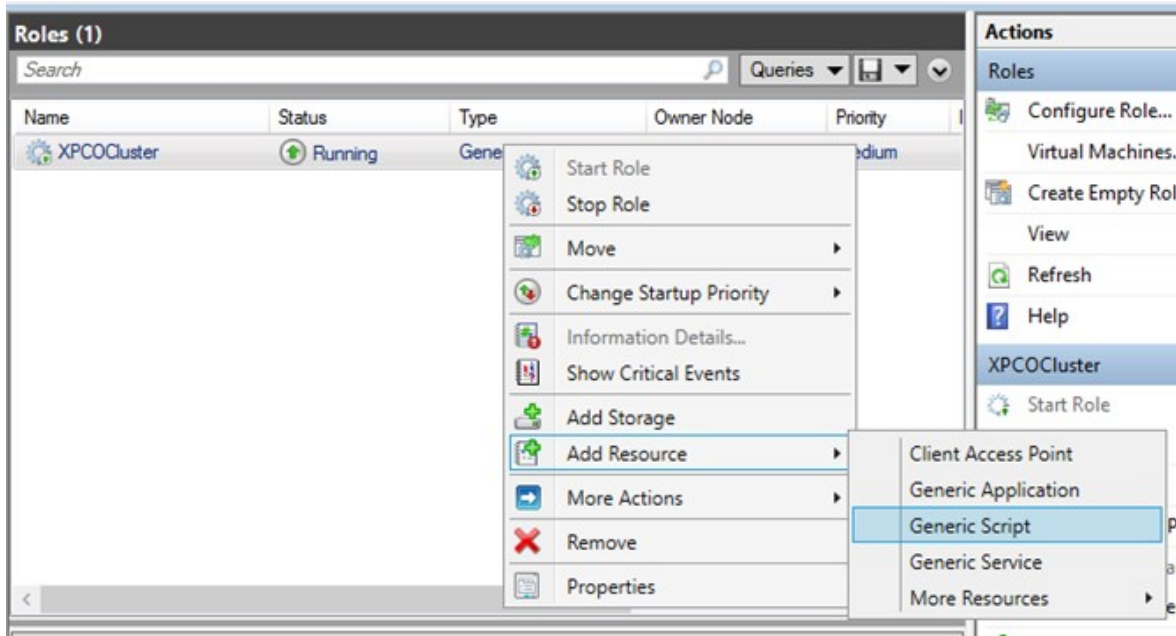 Roles (1)
Search
Queries
Name Status Type Owner Node Priority
XPCOCluster Running Gene edium
Start Role
Stop Role
Move
Change Startup Priority
Information Details...
Show Critical Events
Add Storage
Add Resource
More Actions
Remove
Properties
Client Access Point
Generic Application
Generic Script
Generic Service
More Resources
Actions
Roles
Configure Role...
Virtual Machines.
Create Empty Rol
View
Refresh
Help
XPCOCluster
Start Role